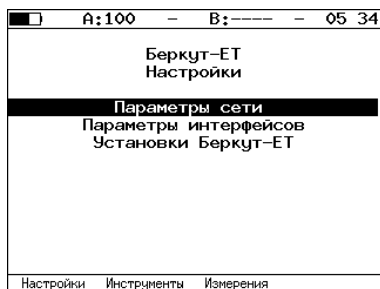 A:100 – B:---- – 05 34
Беркут-ЕТ
Настройки
Параметры сети
Параметры интерфейсов
Установки Беркут-ЕТ
Настройки Инструменты Измерения